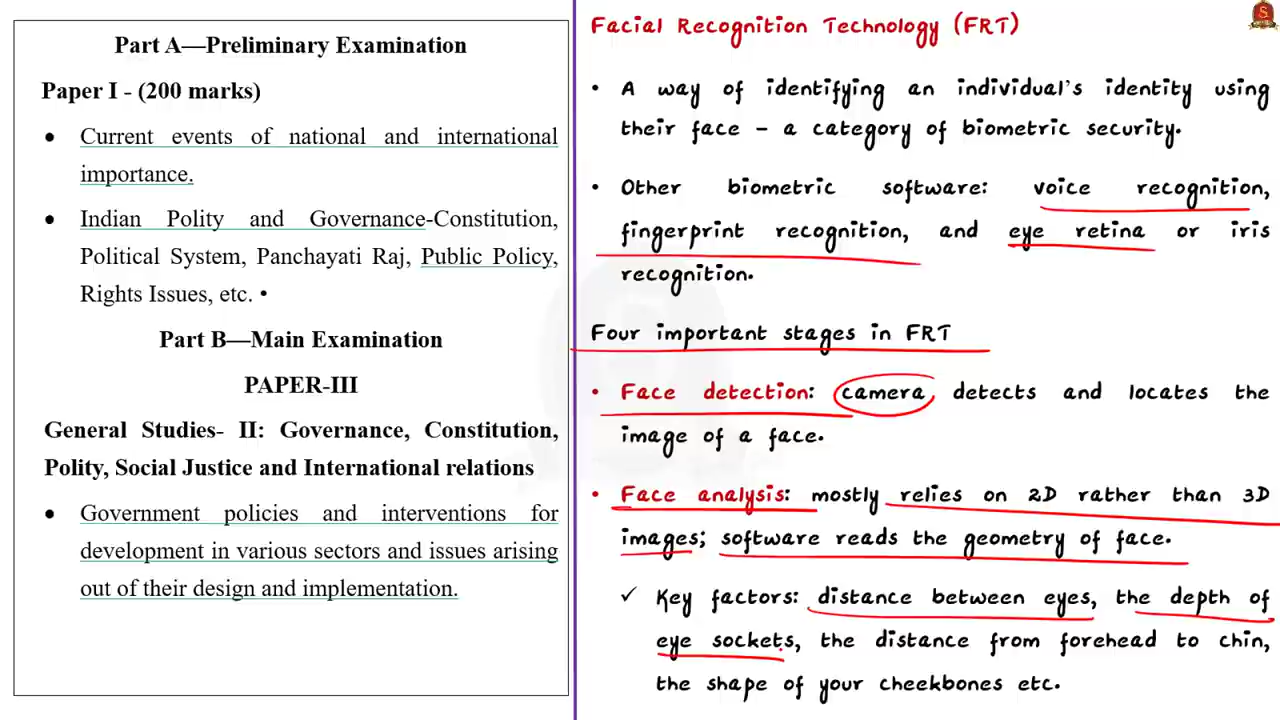 Part A—Preliminary Examination
Paper I - (200 marks)
● Current events of national and international
importance.
● Indian Polity and Governance-Constitution,
Political System, Panchayati Raj, Public Policy,
Rights Issues, etc. •
Part B—Main Examination
PAPER-III
General Studies- II: Governance, Constitution,
Polity, Social Justice and International relations
● Government policies and interventions for
development in various sectors and issues arising
out of their design and implementation.
Facial Recognition Technology (FRT)
• A way of identifying an individual's identity using
their face – a category of biometric security.
• Other biometric software: voice recognition,
fingerprint recognition, and eye retina or iris
recognition.
Four important stages in FRT
• Face detection: camera detects and locates the
image of a face.
• Face analysis: mostly relies on 2D rather than 3D
images; software reads the geometry of face.
✓ Key factors: distance between eyes, the depth of
eye sockets, the distance from forehead to chin,
the shape of your cheekbones etc.